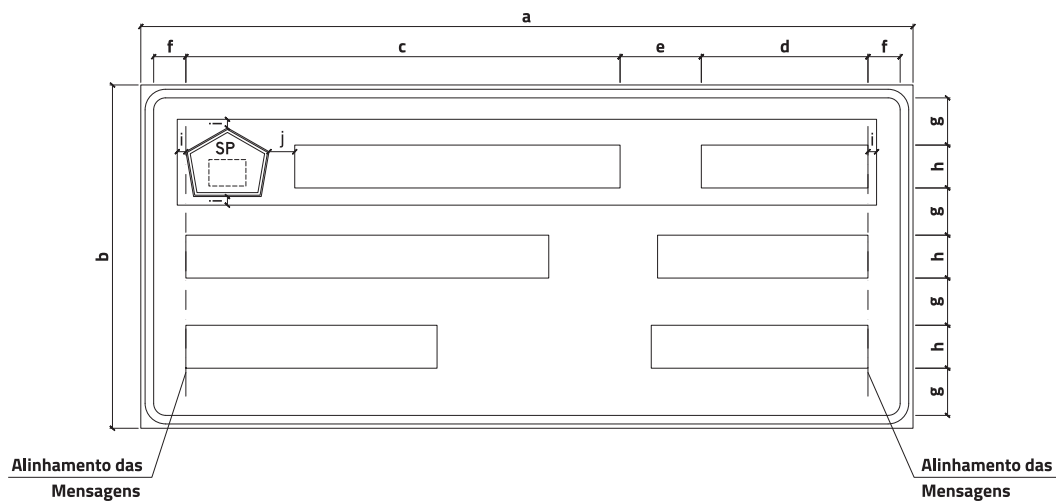 a
f c e d f
g
i i j SP i
h
i
g
b h
g
h
g
Alinhamento das
Mensagens
Alinhamento das
Mensagens